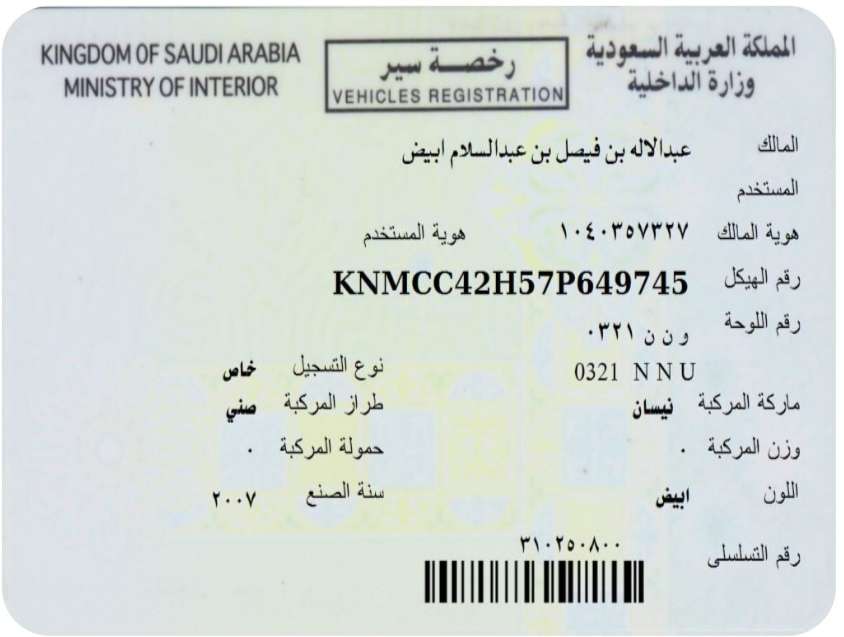 KINGDOM OF SAUDI ARABIA
MINISTRY OF INTERIOR
رخصة سير
VEHICLES REGISTRATION
المملكة العربية السعودية
وزارة الداخلية
المالك عبدالاله بن فيصل بن عبدالسلام ابيض
المستخدم
هوية المالك ١٠٤٠٣٥٧٣٢٧ هوية المستخدم
رقم الهيكل KNMCC42H57P649745
رقم اللوحة و ن ن ٠٣٢١
0321 N N U
نوع التسجيل خاص
ماركة المركبة نيسان طراز المركبة صني
وزن المركبة ٠ حمولة المركبة ٠
اللون ابيض سنة الصنع ٢٠٠٧
رقم التسلسلى ٣١٠٢٥٠٨٠٠